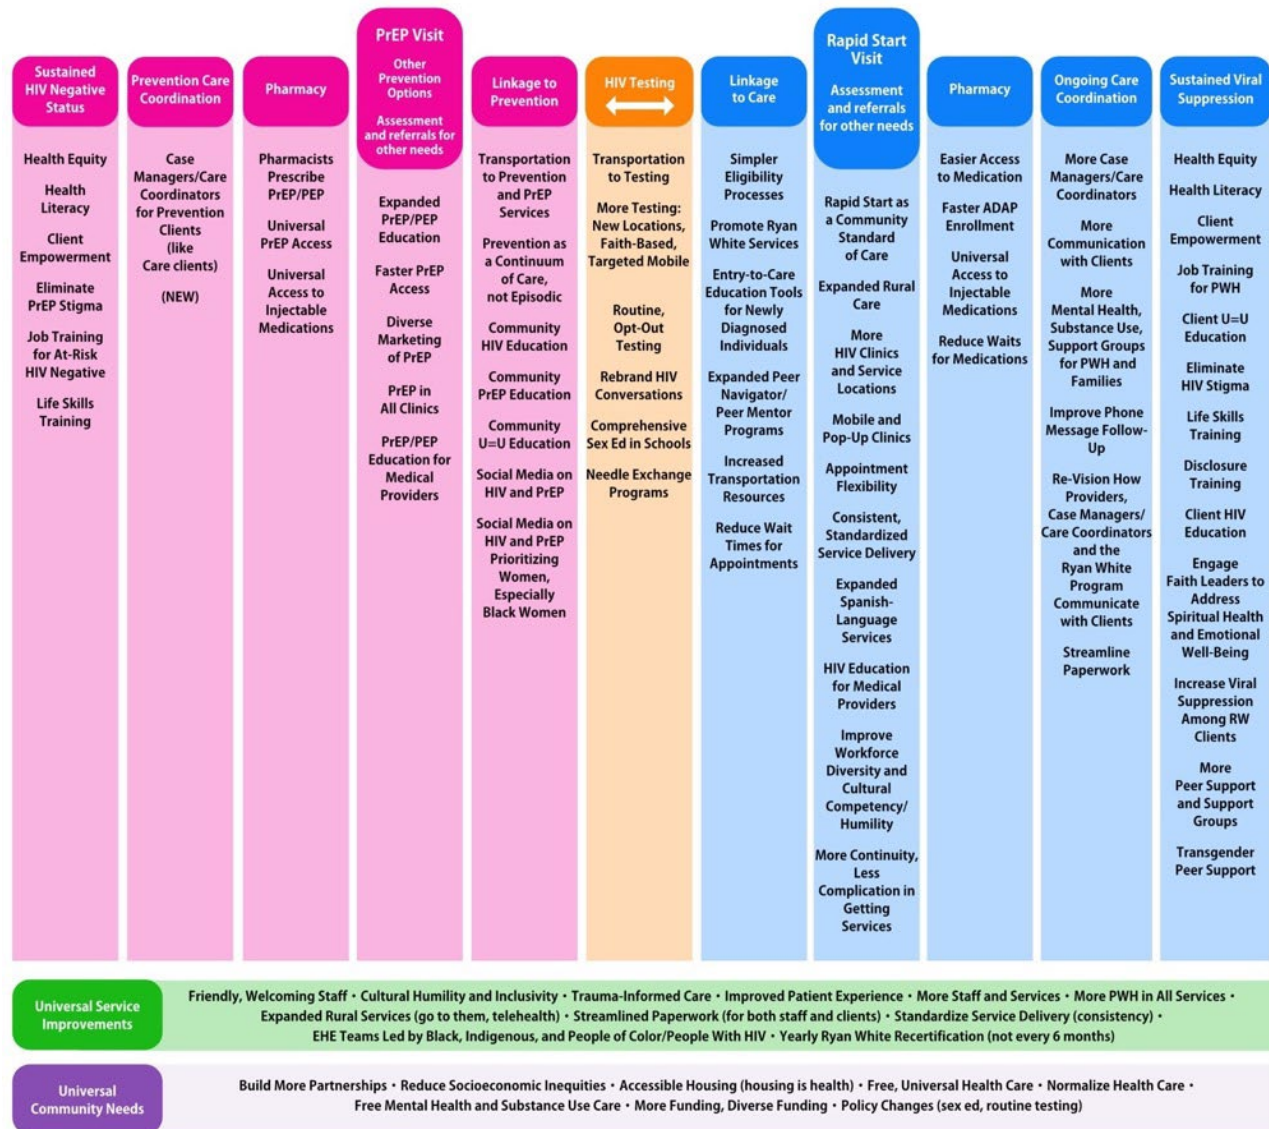 Sustained
HIV Negative
Status
Health Equity
Health
Literacy
Client
Empowerment
Eliminate
PrEP Stigma
Job Training
for At-Risk
HIV Negative
Life Skills
Training
Prevention Care
Coordination
Case
Managers/Care
Coordinators
for Prevention
Clients
(like
Care clients)
(NEW)
Pharmacy
Pharmacists
Prescribe
PrEP/PEP
Universal
PrEP Access
Universal
Access to
Injectable
Medications
PrEP Visit
Other
Prevention
Options
Assessment
and referrals for
other needs
Expanded
PrEP/PEP
Education
Faster PrEP
Access
Diverse
Marketing
of PrEP
PrEP in
All Clinics
PrEP/PEP
Education for
Medical
Providers
Linkage to
Prevention
Transportation
to Prevention
and PrEP
Services
Prevention as
a Continuum
of Care,
not Episodic
Community
HIV Education
Community
PrEP Education
Community
U=U Education
Social Media on
HIV and PrEP
Social Media on
HIV and PrEP
Prioritizing
Women,
Especially
Black Women
HIV Testing
Transportation
to Testing
More Testing:
New Locations,
Faith-Based,
Targeted Mobile
Routine,
Opt-Out
Testing
Rebrand HIV
Conversations
Comprehensive
Sex Ed in Schools
Needle Exchange
Programs
Linkage
to Care
Simpler
Eligibility
Processes
Promote Ryan
White Services
Entry-to-Care
Education Tools
for Newly
Diagnosed
Individuals
Expanded Peer
Navigator/
Peer Mentor
Programs
Increased
Transportation
Resources
Reduce Wait
Times for
Appointments
Rapid Start
Visit
Assessment
and referrals
for other needs
Rapid Start as
a Community
Standard
of Care
Expanded Rural
Care
More
HIV Clinics
and Service
Locations
Mobile and
Pop-Up Clinics
Appointment
Flexibility
Consistent,
Standardized
Service Delivery
Expanded
Spanish-
Language
Services
HIV Education
for Medical
Providers
Improve
Workforce
Diversity and
Cultural
Competency/
Humility
More Continuity,
Less
Complication in
Getting
Services
Pharmacy
Easier Access
to Medication
Faster ADAP
Enrollment
Universal
Access to
Injectable
Medications
Reduce Waits
for Medications
Ongoing Care
Coordination
More Case
Managers/Care
Coordinators
More
Communication
with Clients
More
Mental Health,
Substance Use,
Support Groups
for PWH and
Families
Improve Phone
Message Follow-
Up
Re-Vision How
Providers,
Case Managers/
Care Coordinators
and the
Ryan White
Program
Communicate
with Clients
Streamline
Paperwork
Sustained Viral
Suppression
Health Equity
Health Literacy
Client
Empowerment
Job Training
for PWH
Client U=U
Education
Eliminate
HIV Stigma
Life Skills
Training
Disclosure
Training
Client HIV
Education
Engage
Faith Leaders to
Address
Spiritual Health
and Emotional
Well-Being
Increase Viral
Suppression
Among RW
Clients
More
Peer Support
and Support
Groups
Transgender
Peer Support
Universal Service
Improvements
Friendly, Welcoming Staff • Cultural Humility and Inclusivity • Trauma-Informed Care • Improved Patient Experience • More Staff and Services • More PWH in All Services •
Expanded Rural Services (go to them, telehealth) • Streamlined Paperwork (for both staff and clients) • Standardize Service Delivery (consistency) •
EHE Teams Led by Black, Indigenous, and People of Color/People With HIV • Yearly Ryan White Recertification (not every 6 months)
Universal
Community Needs
Build More Partnerships • Reduce Socioeconomic Inequities • Accessible Housing (housing is health) • Free, Universal Health Care • Normalize Health Care •
Free Mental Health and Substance Use Care • More Funding, Diverse Funding • Policy Changes (sex ed, routine testing)